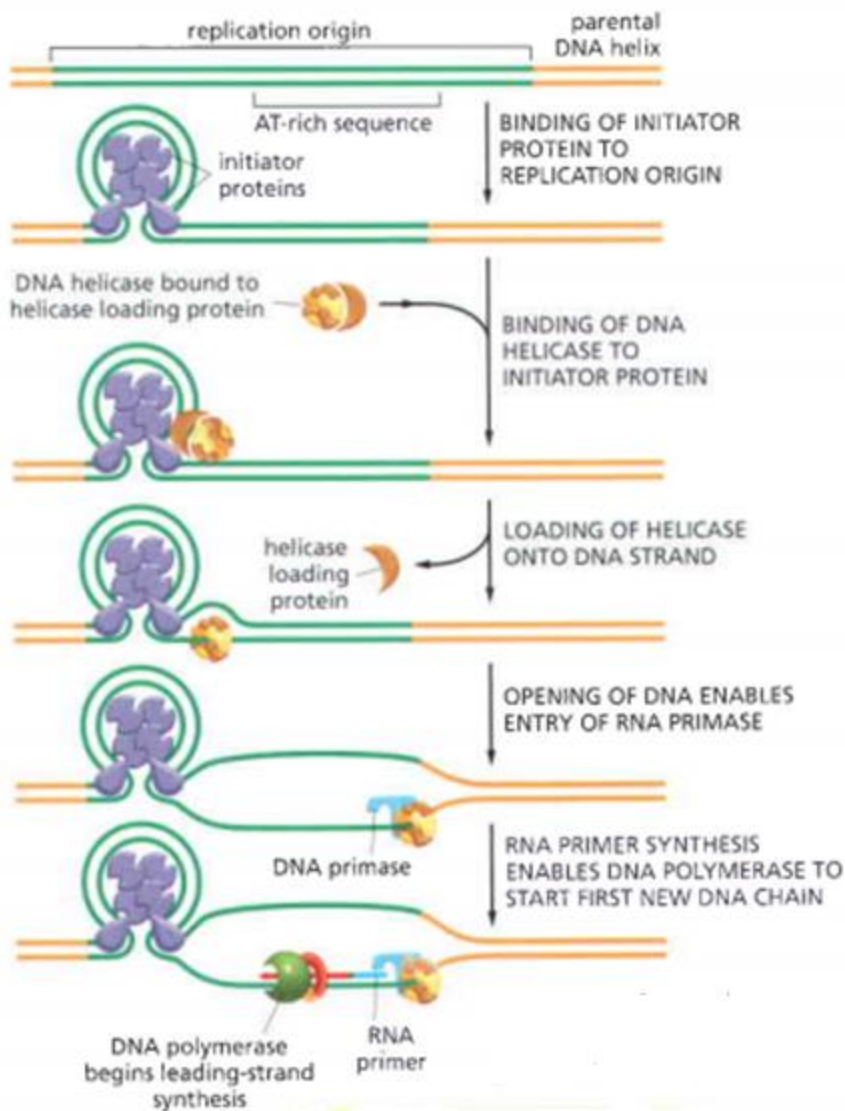 replication origin
parental
DNA helix
AT-rich sequence
BINDING OF INITIATOR
PROTEIN TO
REPLICATION ORIGIN
initiator
proteins
DNA helicase bound to
helicase loading protein
BINDING OF DNA
HELICASE TO
INITIATOR PROTEIN
LOADING OF HELICASE
ONTO DNA STRAND
helicase
loading
protein
OPENING OF DNA ENABLES
ENTRY OF RNA PRIMASE
DNA primase
RNA PRIMER SYNTHESIS
ENABLES DNA POLYMERASE TO
START FIRST NEW DNA CHAIN
RNA
primer
DNA polymerase
begins leading-strand
synthesis